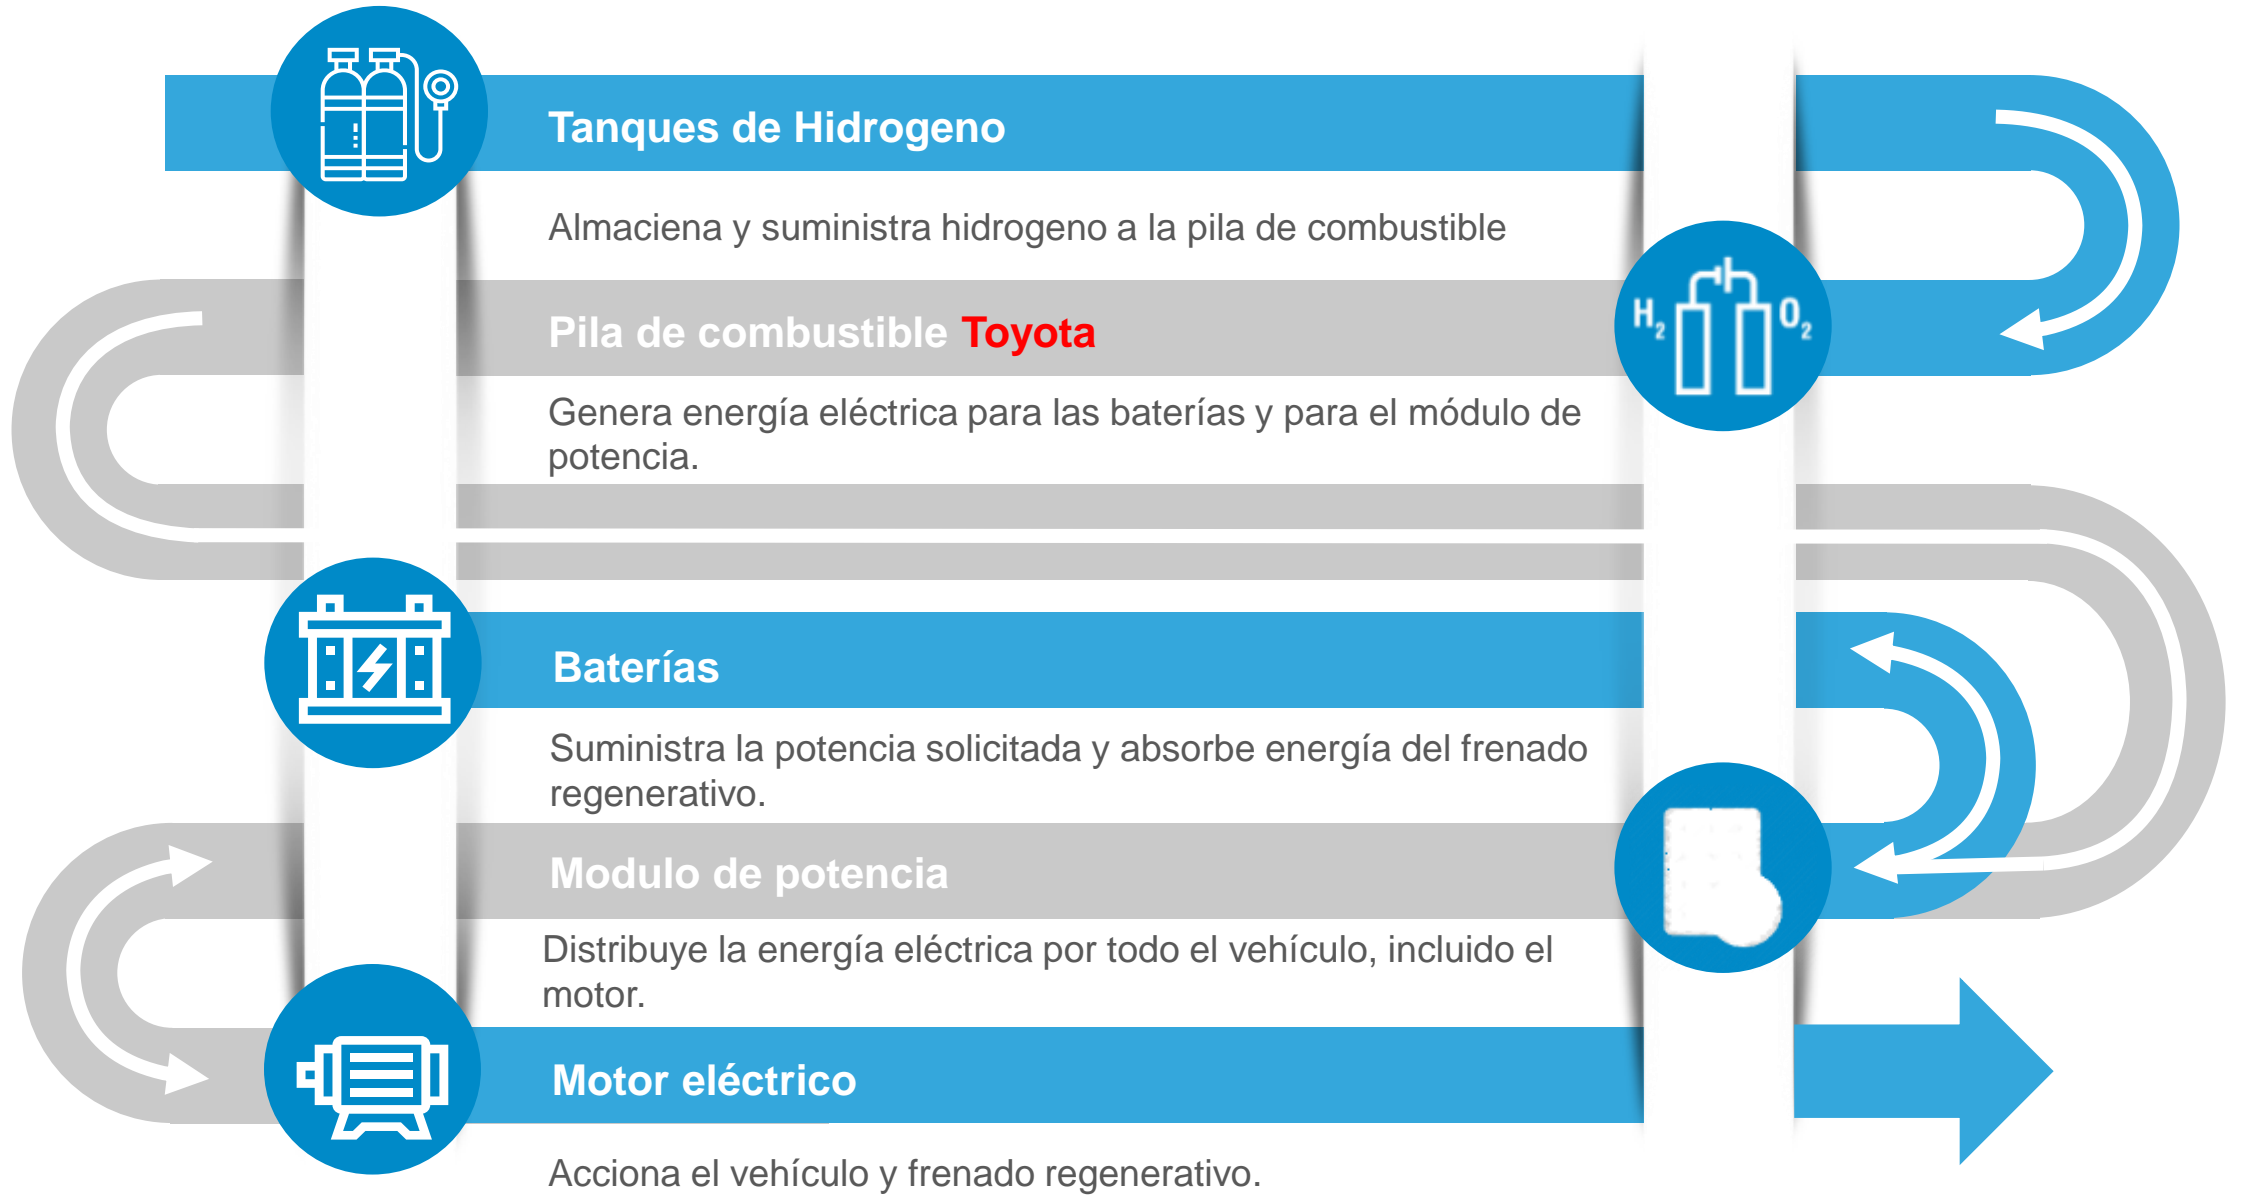 Tanques de Hidrogeno
Almaciena y suministra hidrogeno a la pila de combustible
Pila de combustible Toyota
H₂ O₂
Genera energía eléctrica para las baterías y para el módulo de
potencia.
Baterías
Suministra la potencia solicitada y absorbe energía del frenado
regenerativo.
Modulo de potencia
Distribuye la energía eléctrica por todo el vehículo, incluido el
motor.
Motor eléctrico
Acciona el vehículo y frenado regenerativo.